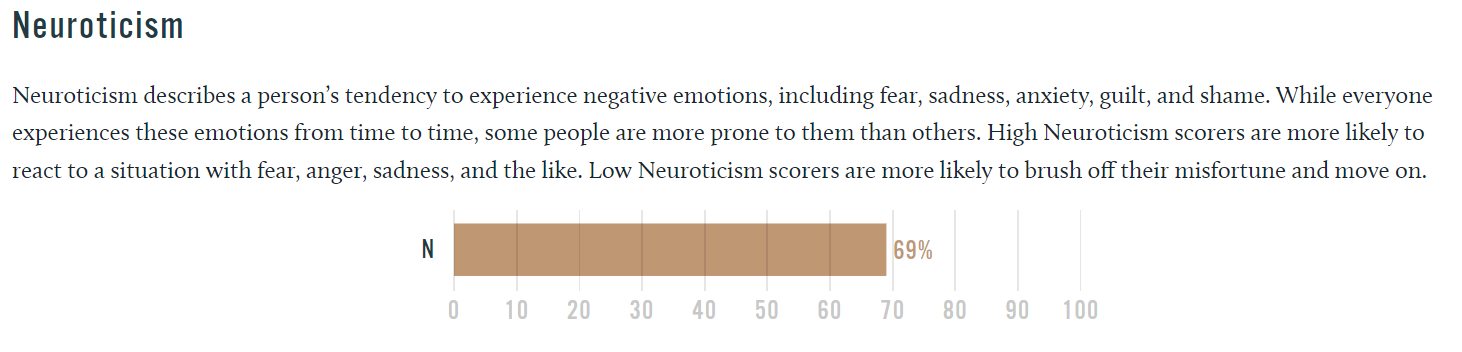 Neuroticism
Neuroticism describes a person’s tendency to experience negative emotions, including fear, sadness, anxiety, guilt, and shame. While everyone
experiences these emotions from time to time, some people are more prone to them than others. High Neuroticism scorers are more likely to
react to a situation with fear, anger, sadness, and the like. Low Neuroticism scorers are more likely to brush off their misfortune and move on.
N 69%
0 10 20 30 40 50 60 70 80 90 100